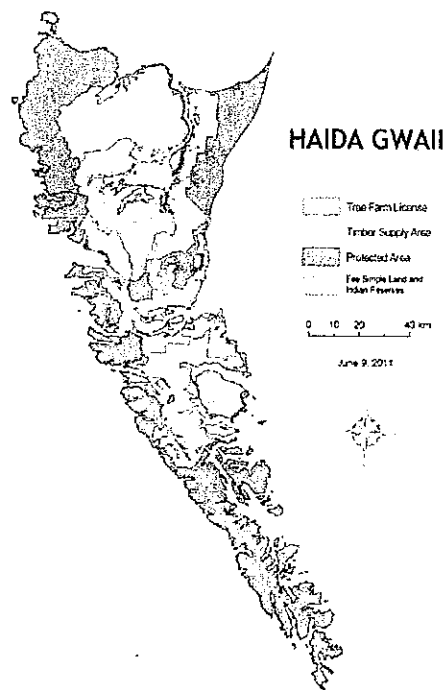 HAIDA GWAII
Tree Farm License
Timber Supply Area
Protected Area
Fee Simple Land and
Indian Reserves
0 10 20 40 km
June 9, 2011